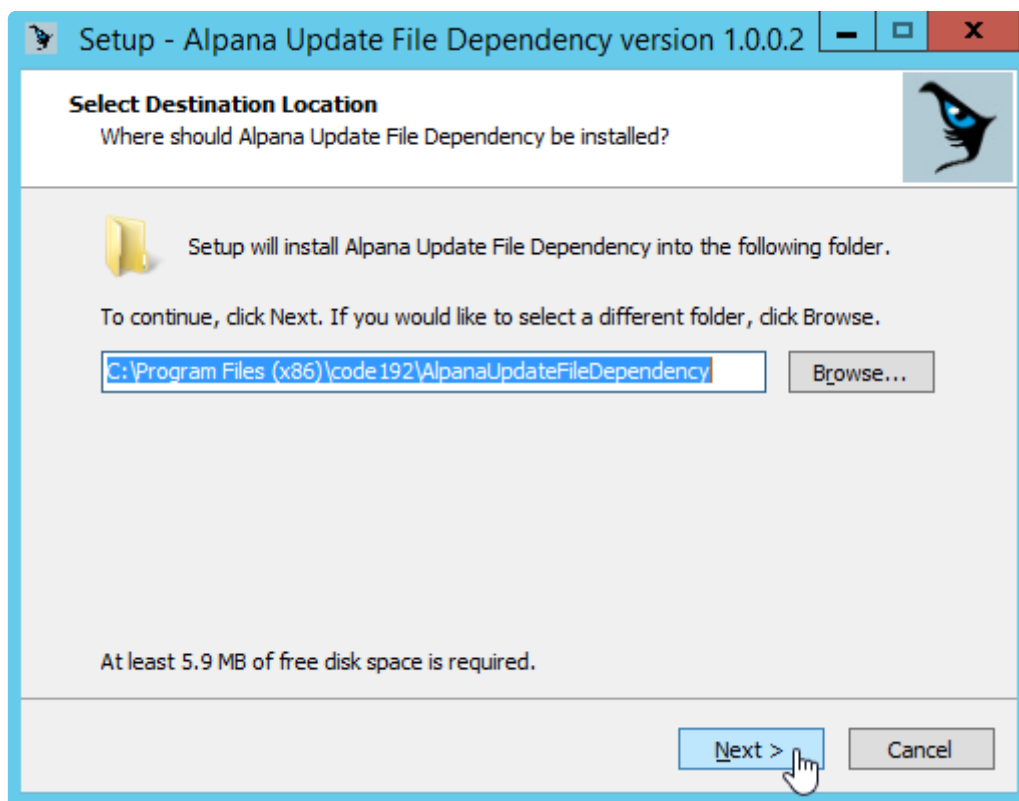 Setup - Alpana Update File Dependency version 1.0.0.2
Select Destination Location
Where should Alpana Update File Dependency be installed?
Setup will install Alpana Update File Dependency into the following folder.
To continue, click Next. If you would like to select a different folder, click Browse.
C:\Program Files (x86)\code192\AlpanaUpdateFileDependency
Browse...
At least 5.9 MB of free disk space is required.
Next >
Cancel